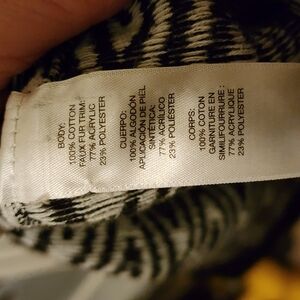 BODY:
100% COTTON
FAUX FUR TRIM:
77% ACRYLIC
23% POLYESTER
CUERPO:
100% ALGODÓN
APLICACIÓN DE PIEL
SINTÉTICA:
77% ACRÍLICO
23% POLIÉSTER
CORPS:
100% COTON
GARNITURE EN
SIMILIFOURRURE :
77% ACRYLIQUE
23% POLYESTER